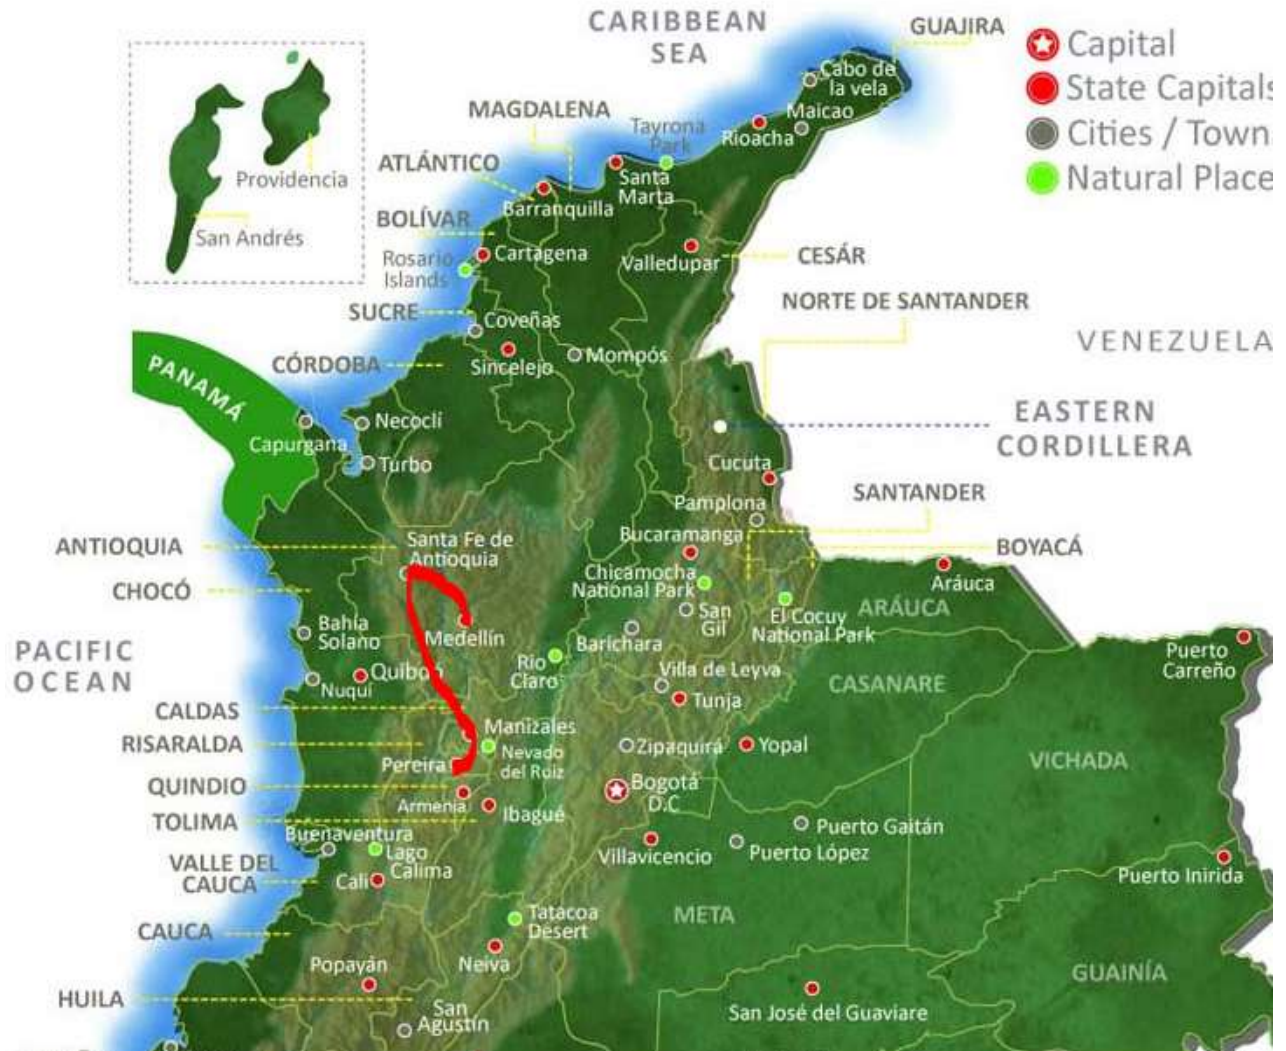 CARIBBEAN
SEA
GUAJIRA
Capital
State Capitals
Cities / Town
Natural Place
Cabo de
la vela
Maicao
Rioacha
MAGDALENA
Tayrona
Park
Santa
Marta
ATLÁNTICO
Barranquilla
Providencia
San Andrés
BOLÍVAR
Cartagena
Rosario
Islands
Valledupar
CESÁR
NORTE DE SANTANDER
VENEZUELA
SUCRE
Coveñas
Sincelejo
Mompós
CÓRDOBA
PANAMÁ
Capurgana
Necoclí
Turbo
EASTERN
CORDILLERA
Cucuta
SANTANDER
Pamplona
Bucaramanga
BOYACÁ
ANTIOQUIA
Santa Fe de
Antioquia
CHOCÓ
Chicamocha
National Park
San
Gil
El Cocuy
National Park
Aráuca
ARÁUCA
Bahía
Solano
Medellín
Barichara
PACIFIC
OCEAN
Nuquí
Rio
Claro
Villa de Leyva
Tunja
CASANARE
Puerto
Carreño
CALDAS
Manizales
RISARALDA
Nevado
del Ruiz
Pereira
Zipaquirá
Yopal
VICHADA
QUINDIO
Armenia
Ibagué
Bogotá
D.C
TOLIMA
Buenaventura
Lago
Calima
VALLE DEL
CAUCA
Cali
Villavicencio
Puerto López
Puerto Gaitán
Puerto Inirida
CAUCA
Tatacoa
Desert
META
Popayán
Neiva
GUAINÍA
HUILA
San
Agustín
San José del Guaviare